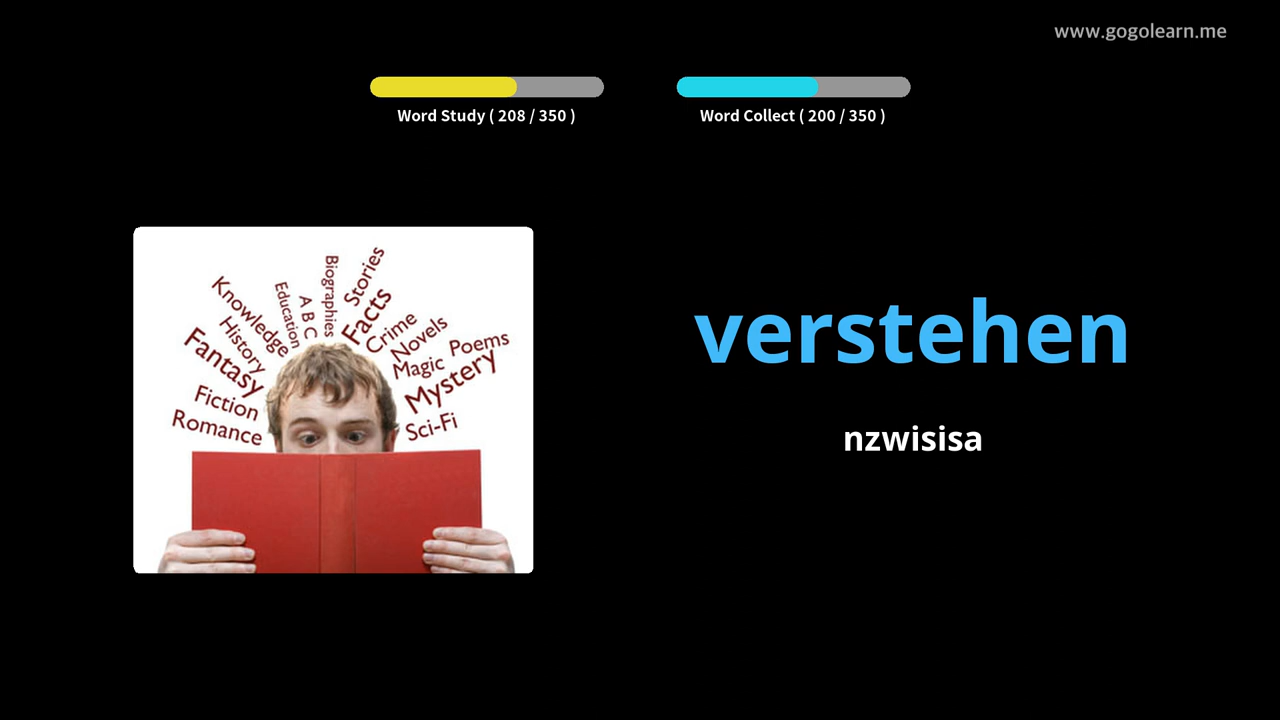 www.gogolearn.me
Word Study ( 208 / 350 )
Word Collect ( 200 / 350 )
Biographies
Stories
Education
A B C
Facts
Knowledge
Crime
Novels
History
Poems
Fantasy
Magic
Mystery
Fiction
Romance
Sci-Fi
verstehen
nzwisisa